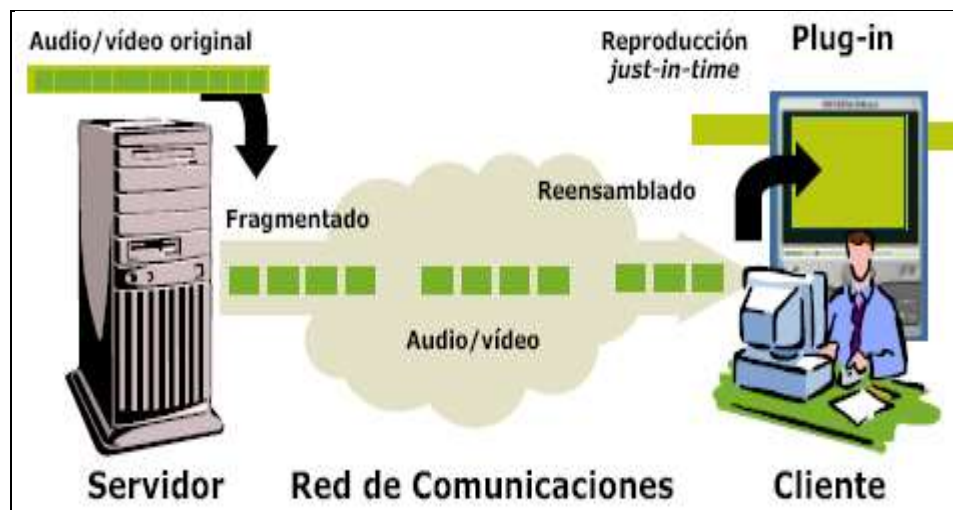 Audio/vídeo original
Reproducción
just-in-time
Plug-in
Fragmentado
Reensamblado
Audio/vídeo
Servidor
Red de Comunicaciones
Cliente